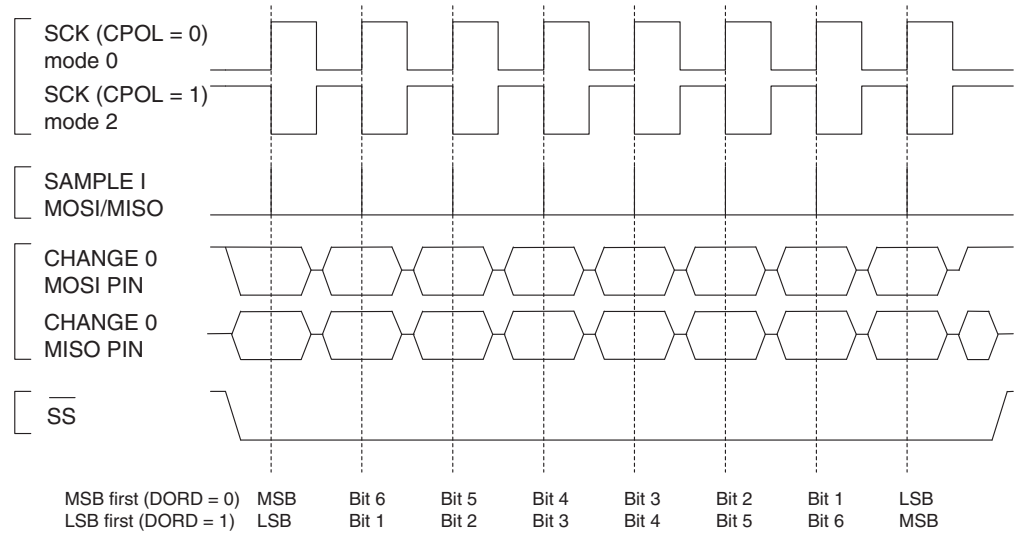 SCK (CPOL = 0)
mode 0
SCK (CPOL = 1)
mode 2
SAMPLE I
MOSI/MISO
CHANGE 0
MOSI PIN
CHANGE 0
MISO PIN
SS
MSB first (DORD = 0) MSB Bit 6 Bit 5 Bit 4 Bit 3 Bit 2 Bit 1 LSB
LSB first (DORD = 1) LSB Bit 1 Bit 2 Bit 3 Bit 4 Bit 5 Bit 6 MSB